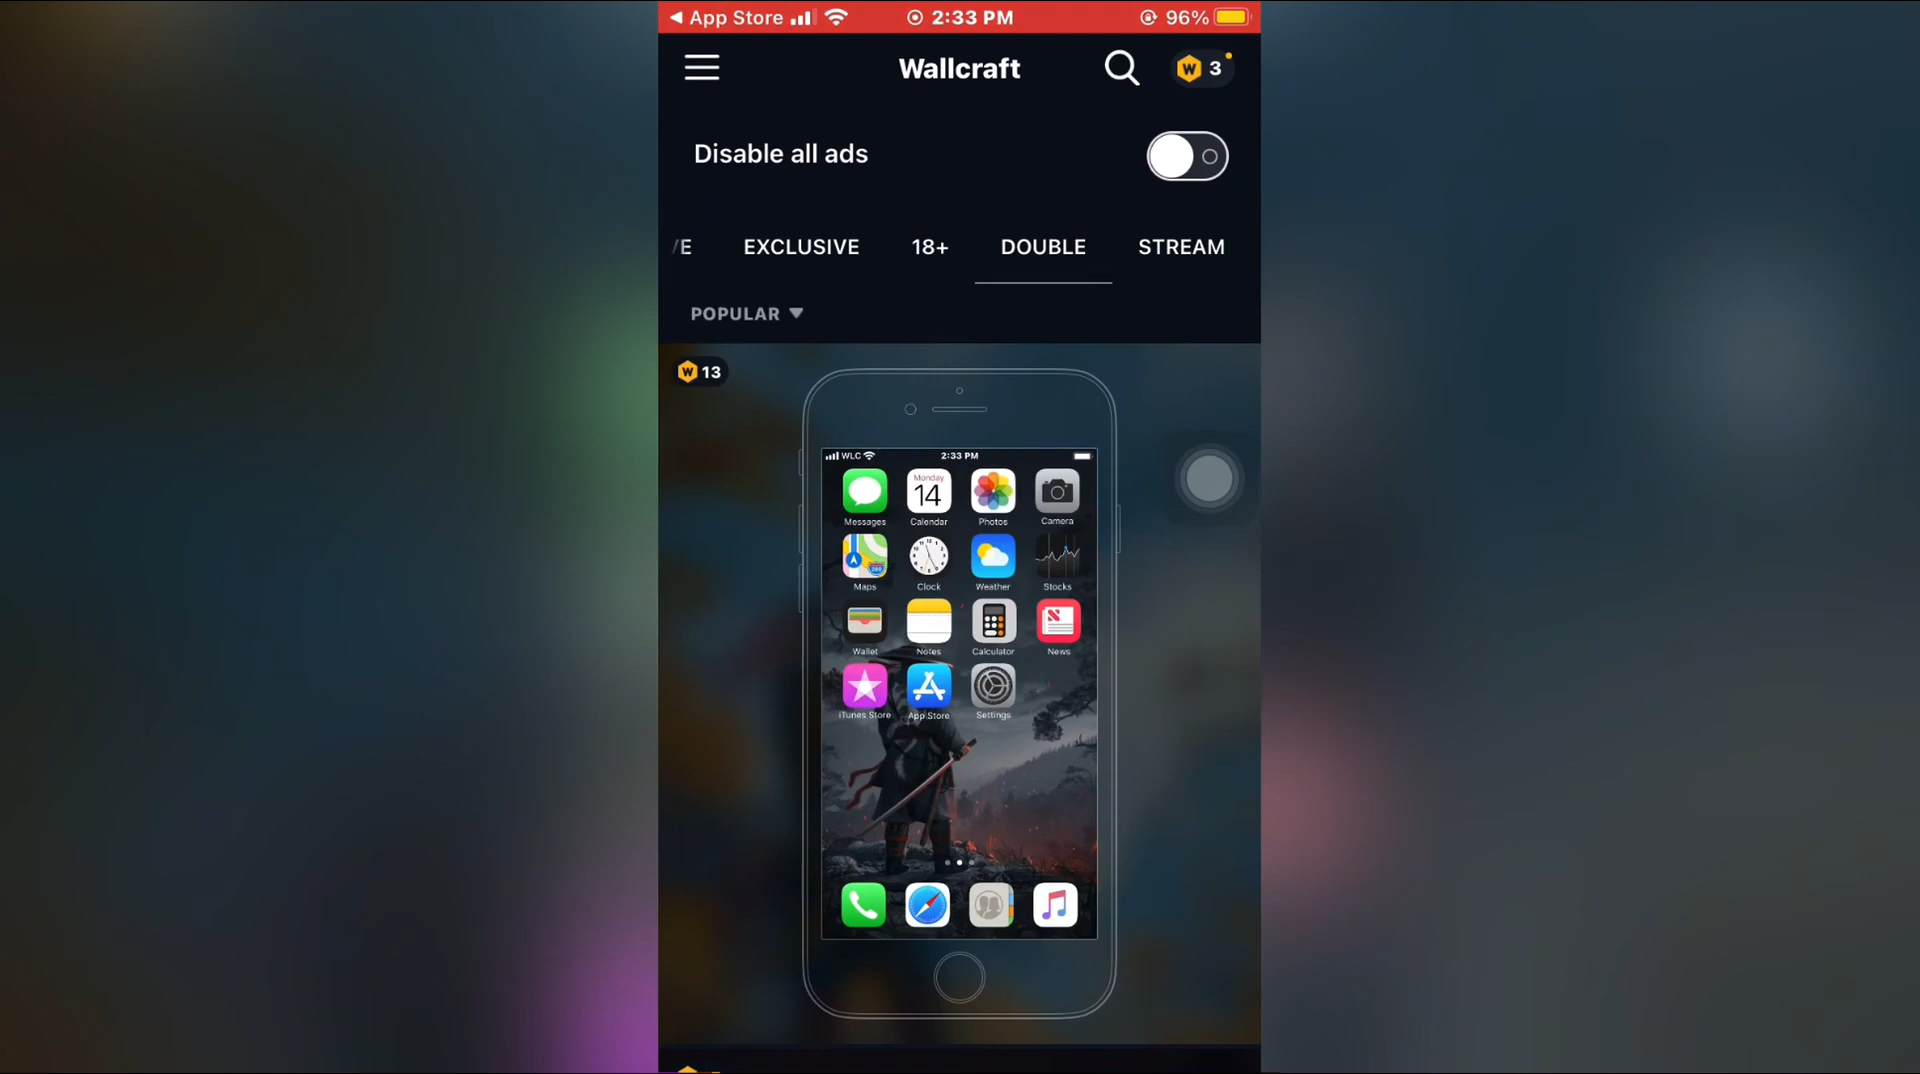 App Store 2:33 PM 96%
Wallcraft W 3
Disable all ads
VE EXCLUSIVE 18+ DOUBLE STREAM
POPULAR
W 13
WLC 2:33 PM
Monday
14
Messages Calendar Photos Camera
280
Maps Clock Weather Stocks
Wallet Notes Calculator News
iTunes Store App Store Settings